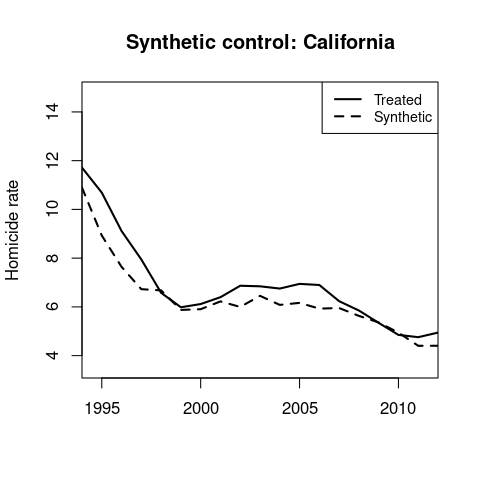 Synthetic control: California
Treated
Synthetic
Homicide rate
14
12
10
8
6
4
1995 2000 2005 2010